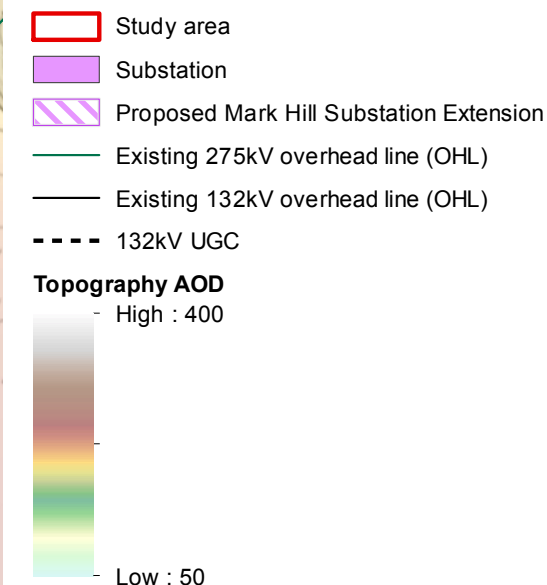 Study area
Substation
Proposed Mark Hill Substation Extension
Existing 275kV overhead line (OHL)
Existing 132kV overhead line (OHL)
132kV UGC
Topography AOD
High : 400
Low : 50